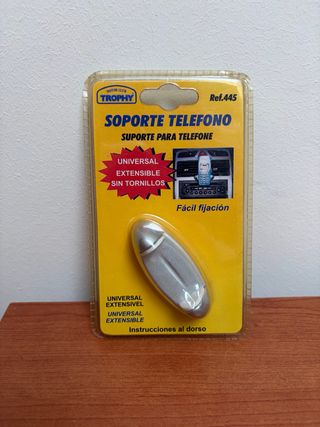 TROPHY
Ref.445
SOPORTE TELEFONO
SUPORTE PARA TELEFONE
UNIVERSAL
EXTENSIBLE
SIN TORNILLOS
Fácil fijación
UNIVERSAL
EXTENSIVEL
UNIVERSAL
EXTENSIBLE
Instrucciones al dorso